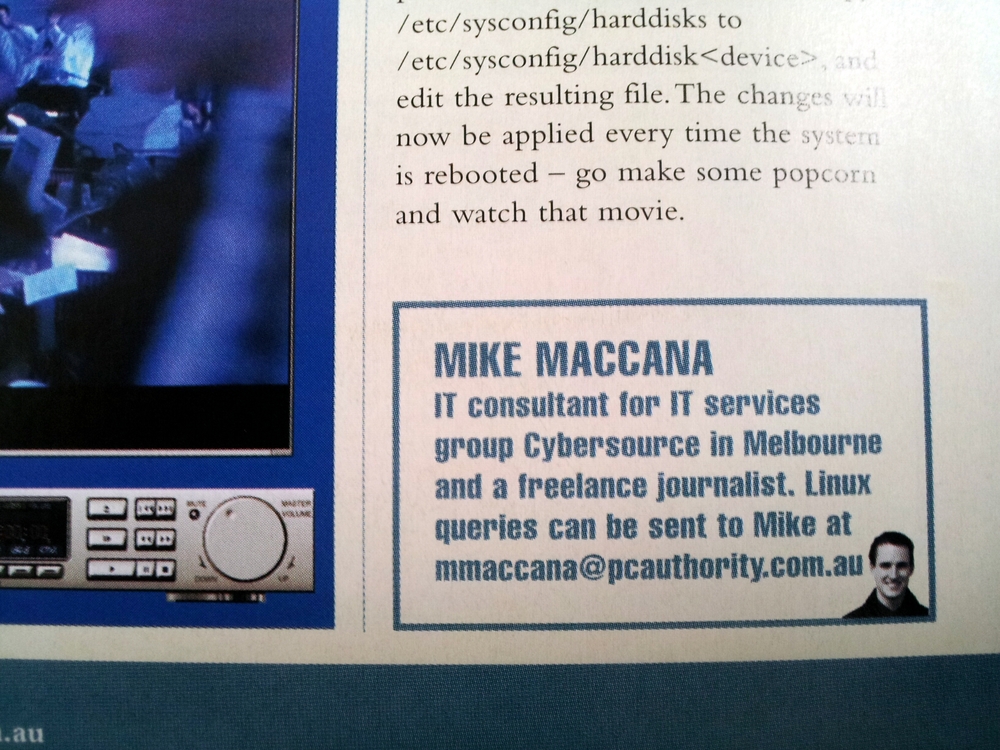 /etc/sysconfig/harddisks to
/etc/sysconfig/harddisk<device>, and
edit the resulting file. The changes will
now be applied every time the system
is rebooted – go make some popcorn
and watch that movie.
MIKE MACCANA
IT consultant for IT services
group Cybersource in Melbourne
and a freelance journalist. Linux
queries can be sent to Mike at
mmaccana@pcauthority.com.au
MUTE
MASTER
VOLUME
DOWN
UP
.au